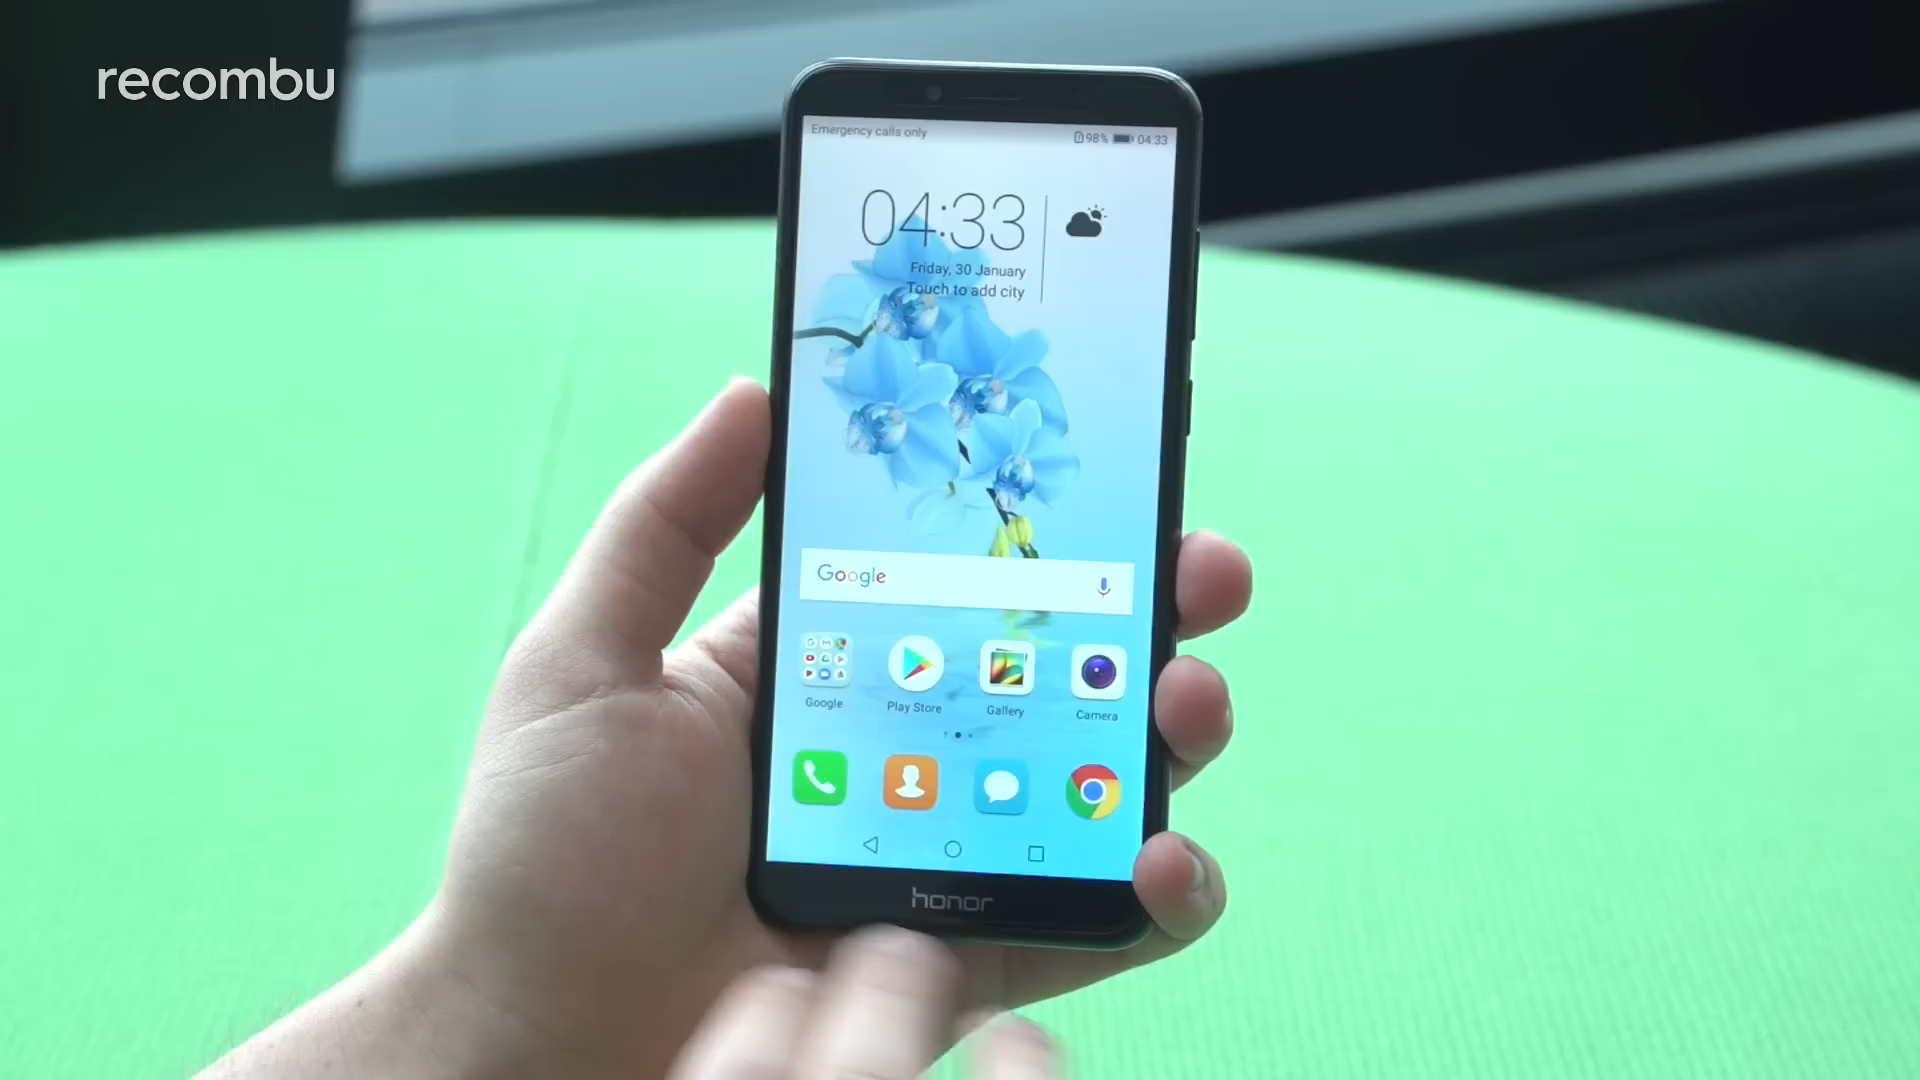 recombu
Emergency calls only
98% 04:33
04:33
Friday, 30 January
Touch to add city
Google
Google
Play Store
Gallery
Camera
honor